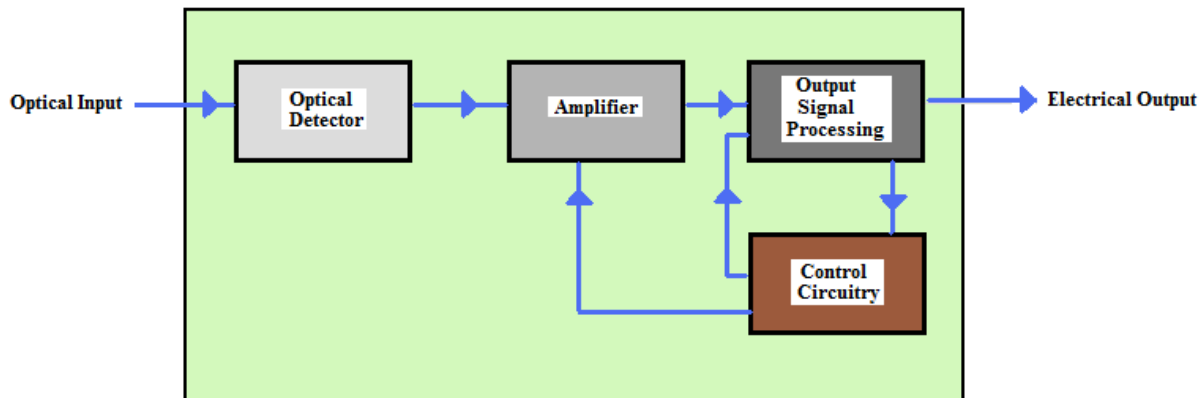 Optical Input
Optical
Detector
Amplifier
Output
Signal
Processing
Electrical Output
Control
Circuitry